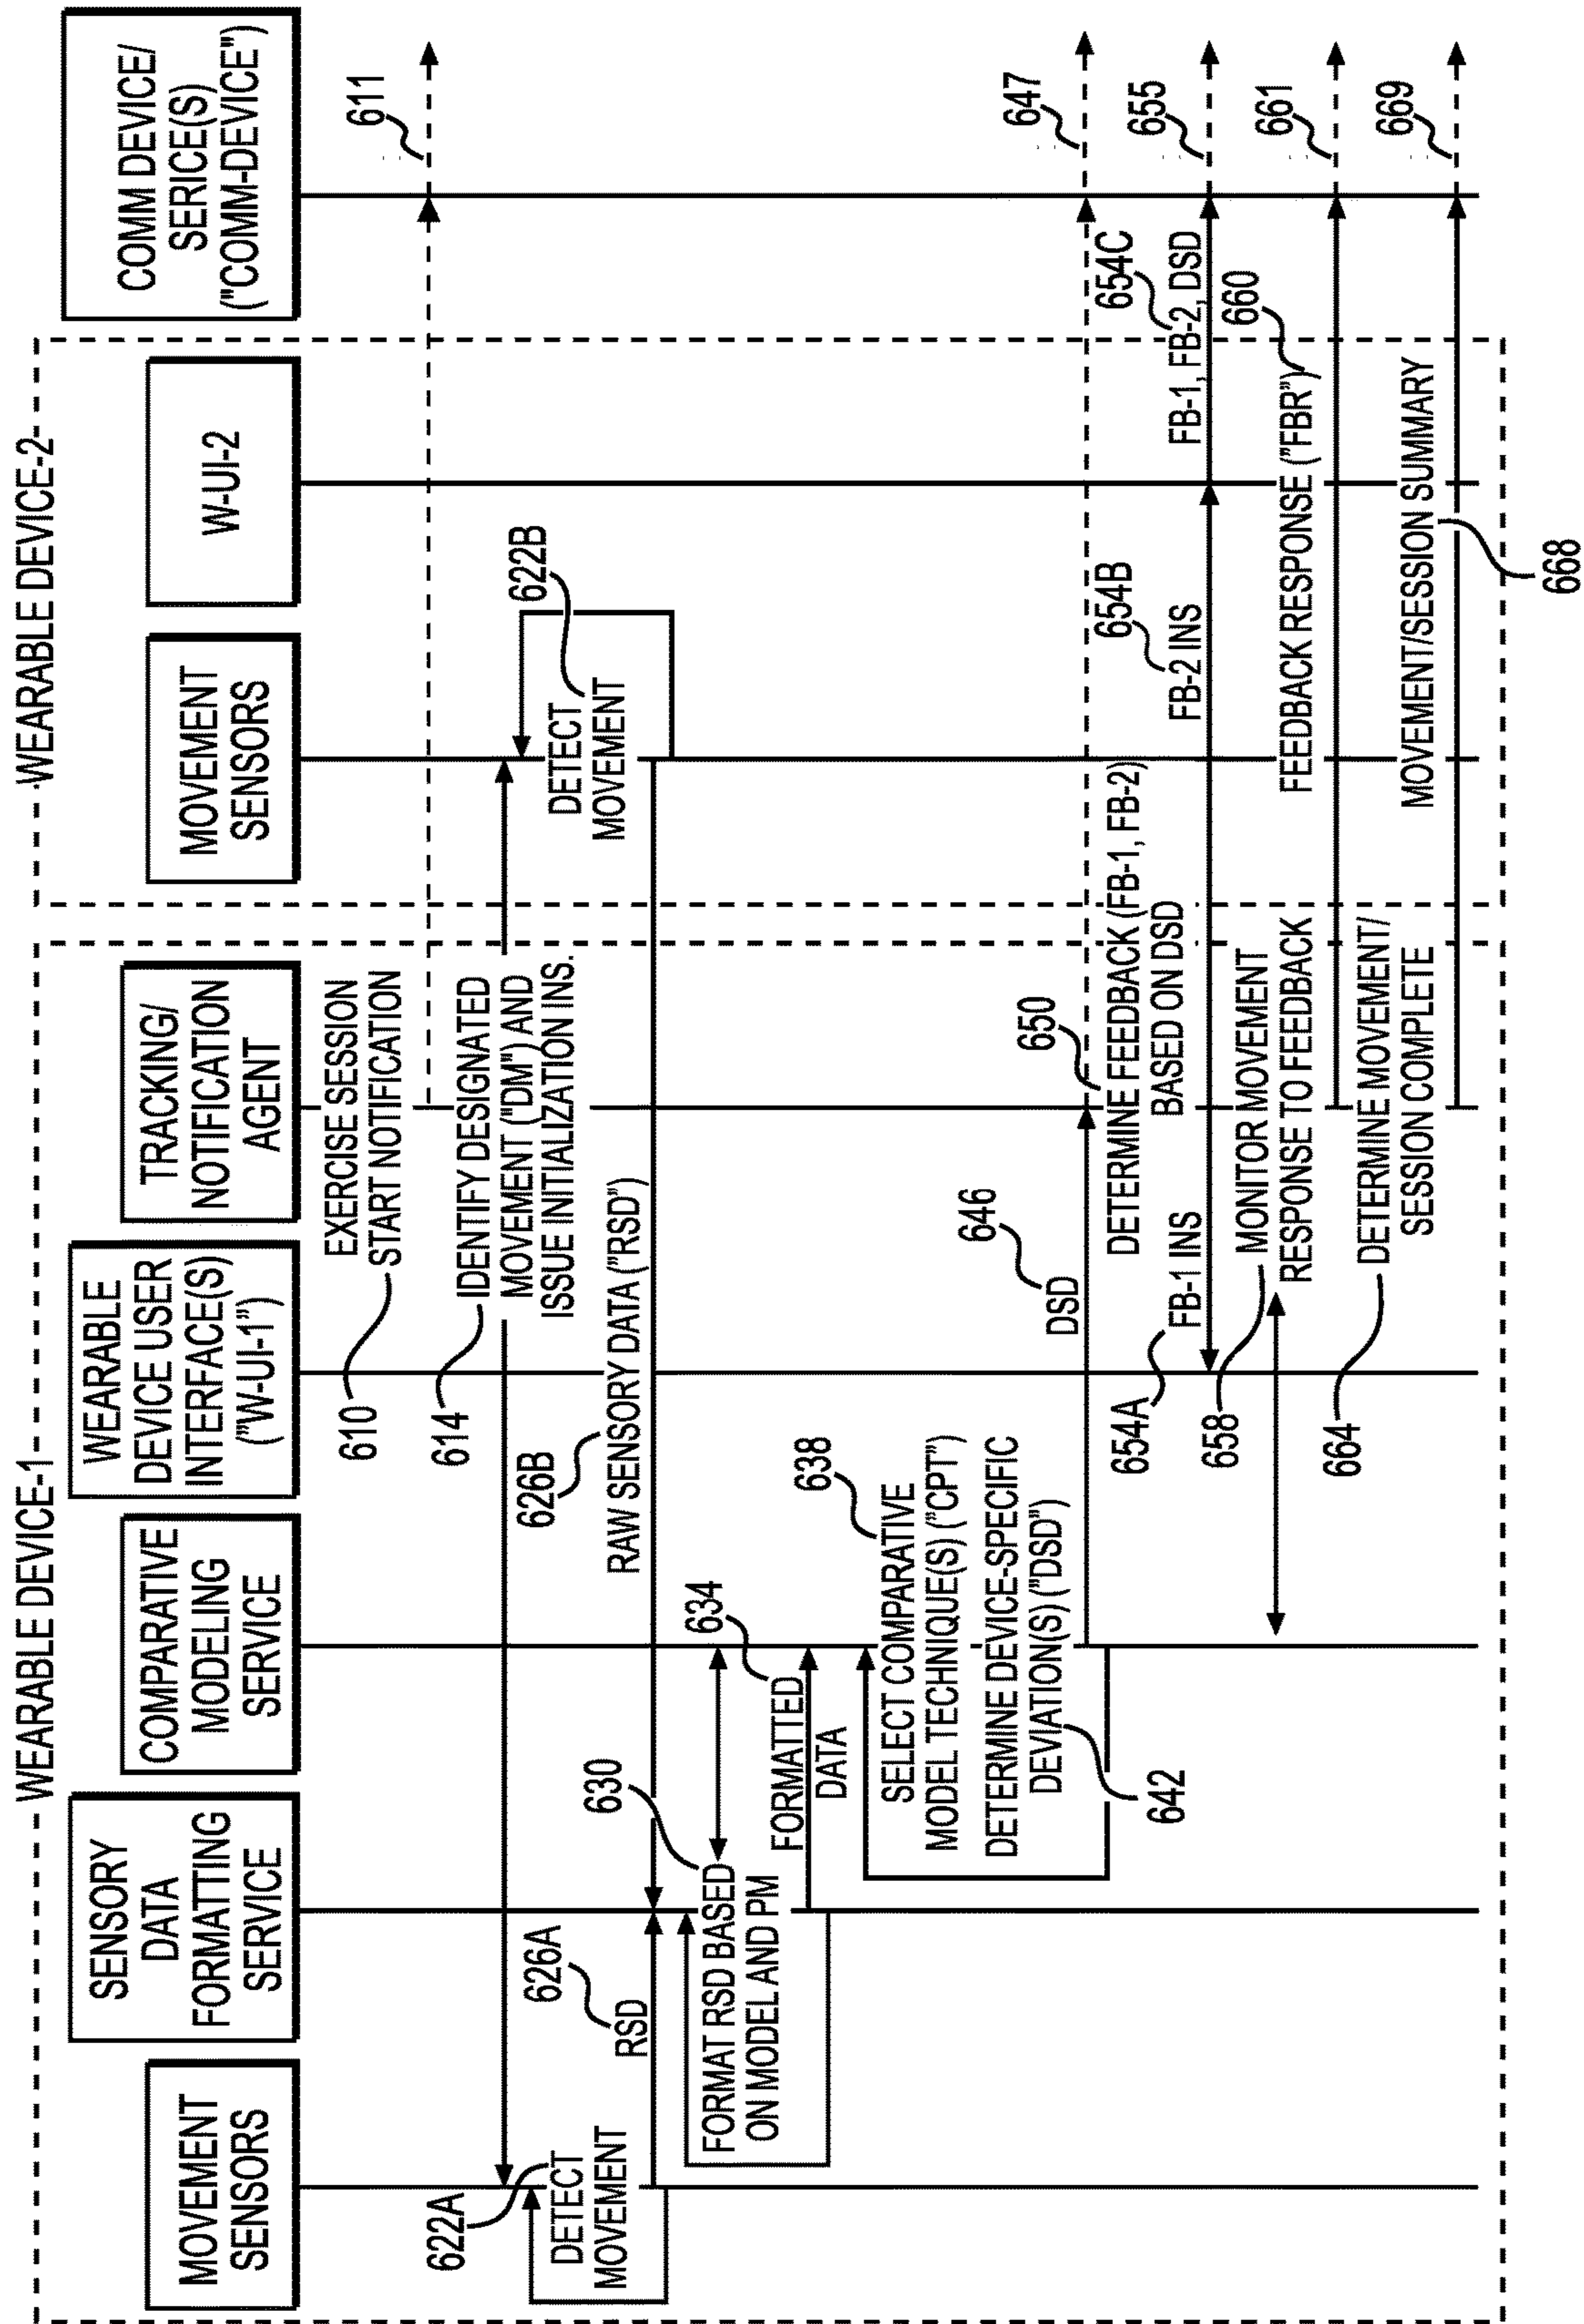 WEARABLE DEVICE-1
WEARABLE DEVICE-2
MOVEMENT
SENSORS
SENSORY
DATA
FORMATTING
SERVICE
COMPARATIVE
MODELING
SERVICE
WEARABLE
DEVICE USER
INTERFACE(S)
("W-UI-1")
TRACKING/
NOTIFICATION
AGENT
MOVEMENT
SENSORS
W-UI-2
COMM DEVICE/
SERICE(S)
("COMM-DEVICE")
610
EXERCISE SESSION
START NOTIFICATION
611
614
IDENTIFY DESIGNATED
MOVEMENT ("DM") AND
ISSUE INITIALIZATION INS.
622A
DETECT
MOVEMENT
622B
DETECT
MOVEMENT
626A
RSD
626B
RAW SENSORY DATA ("RSD")
630
FORMAT RSD BASED
ON MODEL AND PM
634
FORMATTED
DATA
638
SELECT COMPARATIVE
MODEL TECHNIQUE(S) ("CPT")
DETERMINE DEVICE-SPECIFIC
DEVIATION(S) ("DSD")
642
646
DSD
647
650
DETERMINE FEEDBACK (FB-1, FB-2)
BASED ON DSD
654A
FB-1 INS
654B
FB-2 INS
654C
FB-1, FB-2, DSD
655
658
MONITOR MOVEMENT
RESPONSE TO FEEDBACK
660
FEEDBACK RESPONSE ("FBR")
661
664
DETERMINE MOVEMENT/
SESSION COMPLETE
MOVEMENT/SESSION SUMMARY
668
669